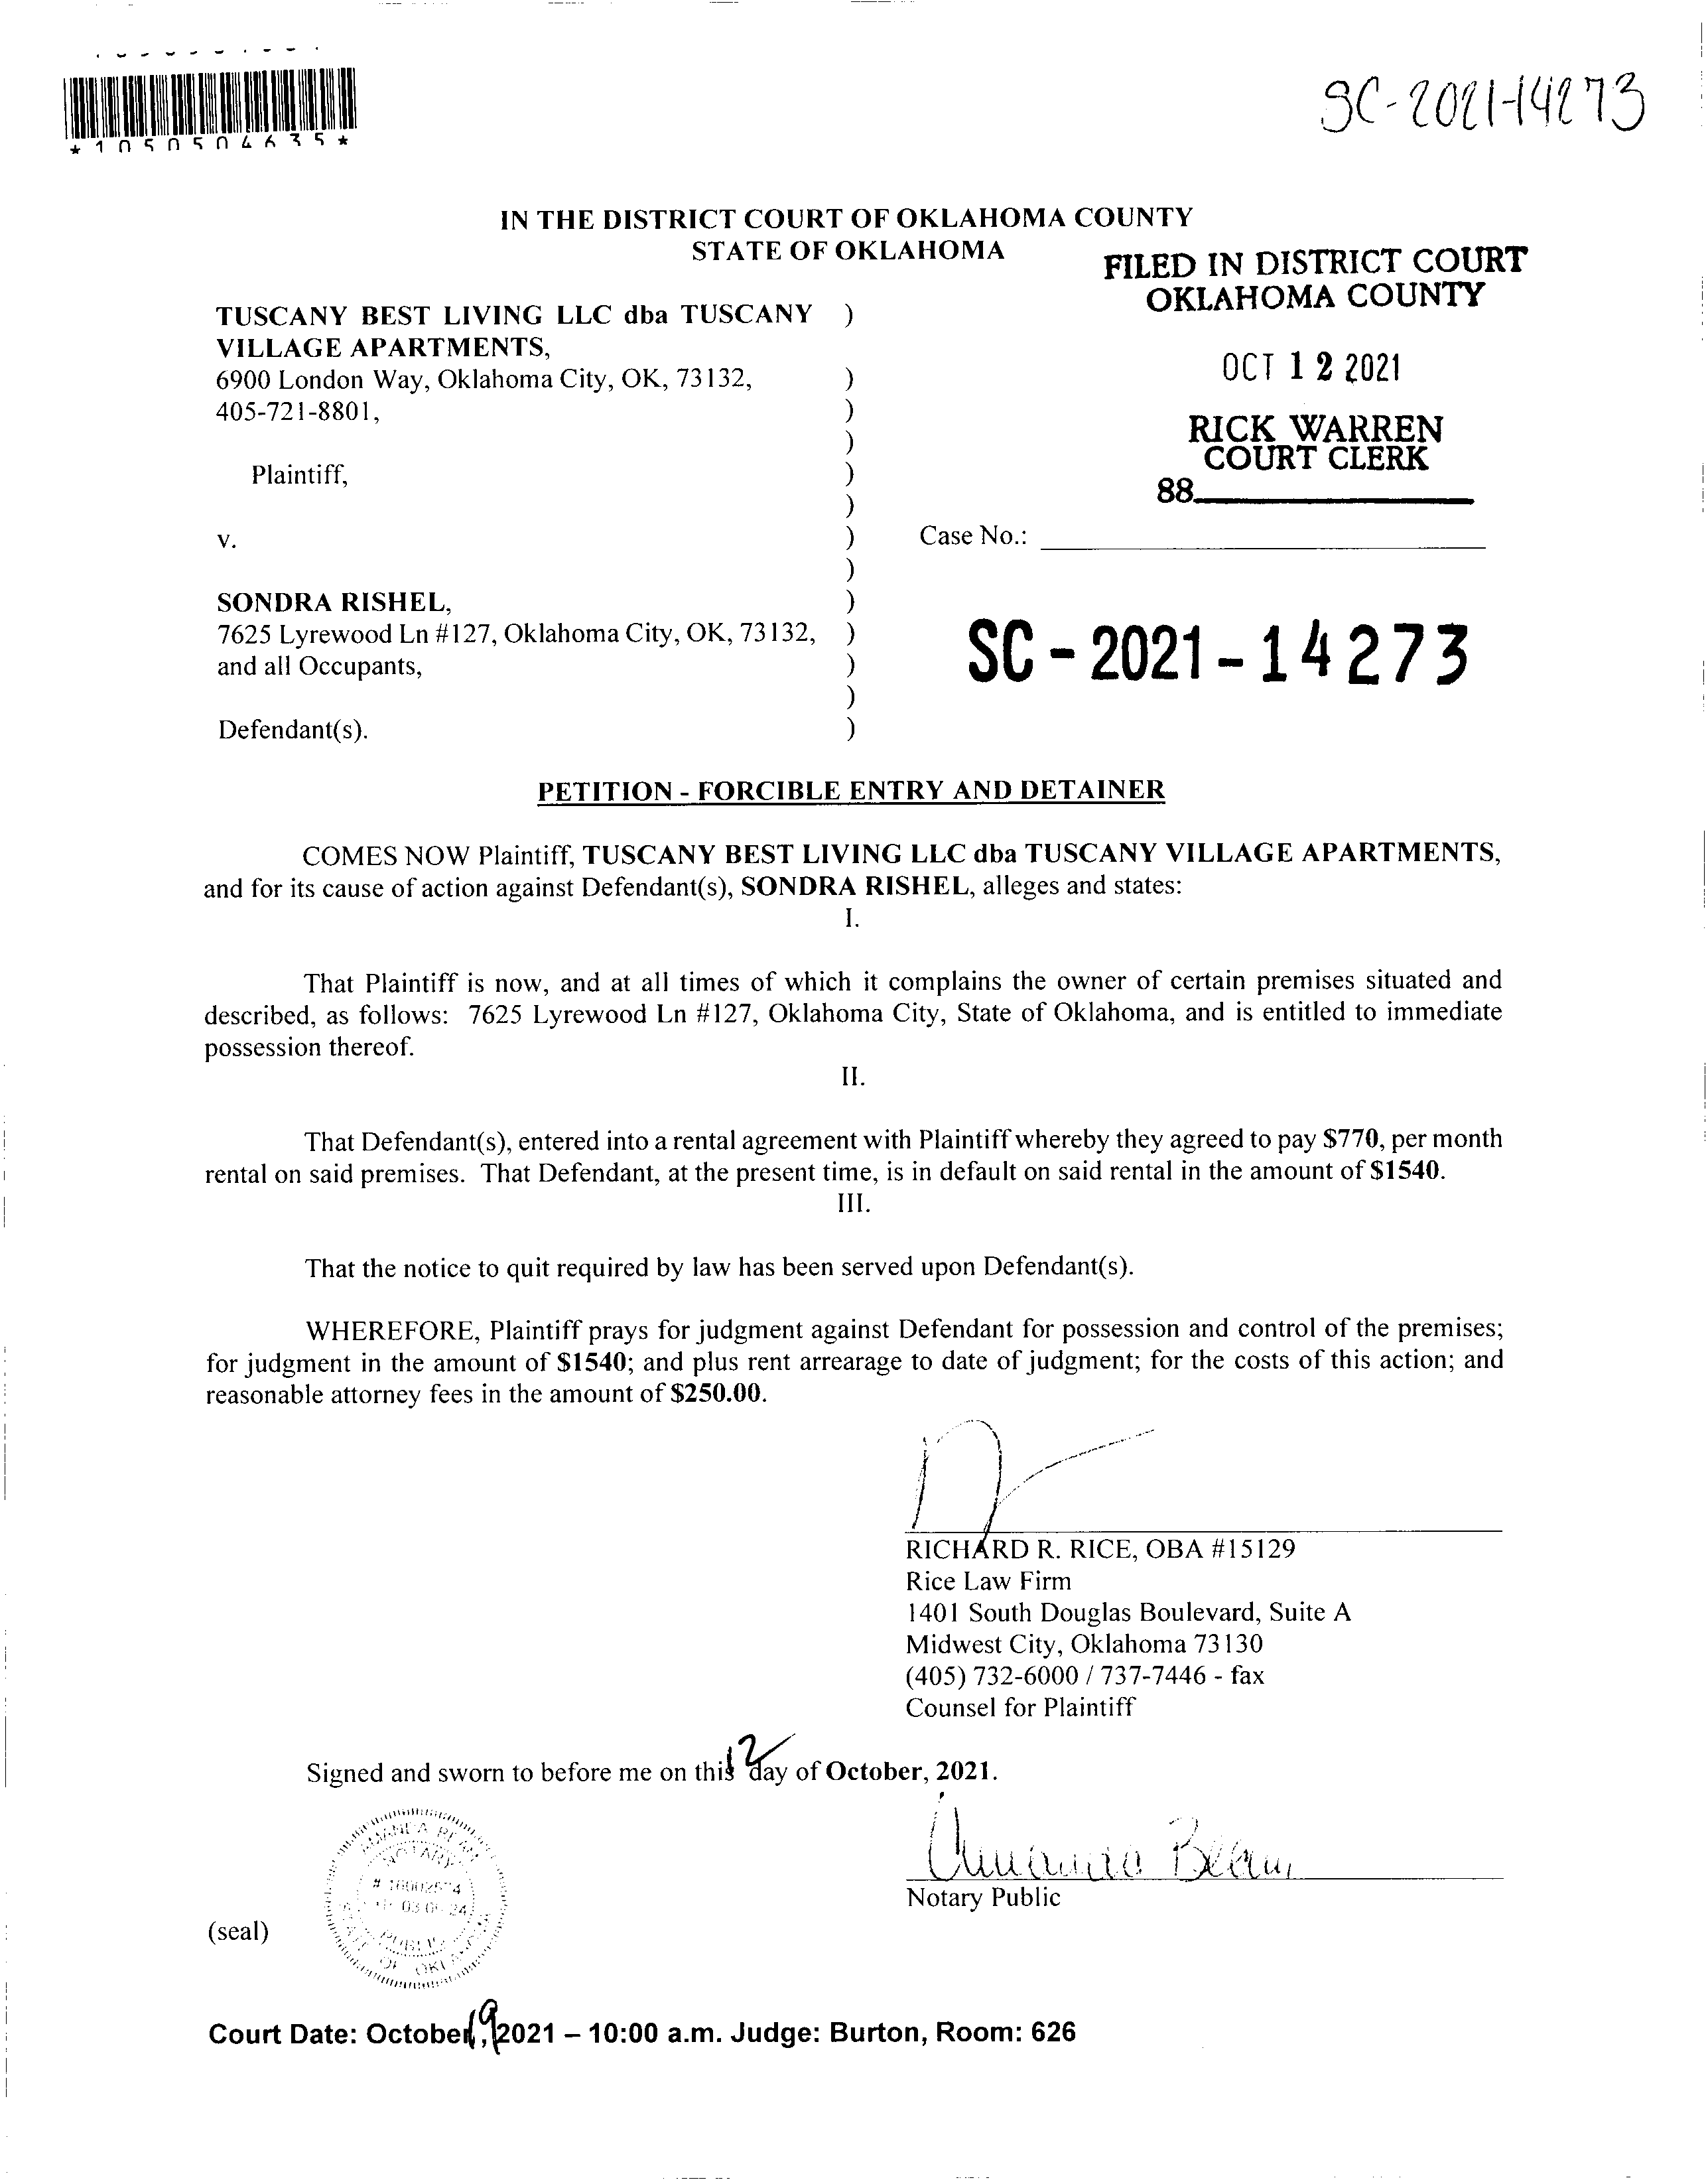 *1050504635*
SC-2021-14273
IN THE DISTRICT COURT OF OKLAHOMA COUNTY
STATE OF OKLAHOMA
FILED IN DISTRICT COURT
OKLAHOMA COUNTY
OCT 12 2021
RICK WARREN
COURT CLERK
88
TUSCANY BEST LIVING LLC dba TUSCANY )
VILLAGE APARTMENTS,
6900 London Way, Oklahoma City, OK, 73132, )
405-721-8801, )
)
Plaintiff, )
)
v. ) Case No.:
)
SONDRA RISHEL, )
7625 Lyrewood Ln #127, Oklahoma City, OK, 73132, )
and all Occupants, )
)
Defendant(s). )
SC-2021-14273
PETITION - FORCIBLE ENTRY AND DETAINER
COMES NOW Plaintiff, TUSCANY BEST LIVING LLC dba TUSCANY VILLAGE APARTMENTS,
and for its cause of action against Defendant(s), SONDRA RISHEL, alleges and states:
I.
That Plaintiff is now, and at all times of which it complains the owner of certain premises situated and
described, as follows: 7625 Lyrewood Ln #127, Oklahoma City, State of Oklahoma, and is entitled to immediate
possession thereof.
II.
That Defendant(s), entered into a rental agreement with Plaintiff whereby they agreed to pay $770, per month
rental on said premises. That Defendant, at the present time, is in default on said rental in the amount of $1540.
III.
That the notice to quit required by law has been served upon Defendant(s).
WHEREFORE, Plaintiff prays for judgment against Defendant for possession and control of the premises;
for judgment in the amount of $1540; and plus rent arrearage to date of judgment; for the costs of this action; and
reasonable attorney fees in the amount of $250.00.
RICHARD R. RICE, OBA #15129
Rice Law Firm
1401 South Douglas Boulevard, Suite A
Midwest City, Oklahoma 73130
(405) 732-6000 / 737-7446 - fax
Counsel for Plaintiff
Signed and sworn to before me on this 12 day of October, 2021.
Amanda Beam
Notary Public
(seal)
AMANDA BEAM
NOTARY
PUBLIC
STATE OF OKLAHOMA
Court Date: October 19, 2021 – 10:00 a.m. Judge: Burton, Room: 626